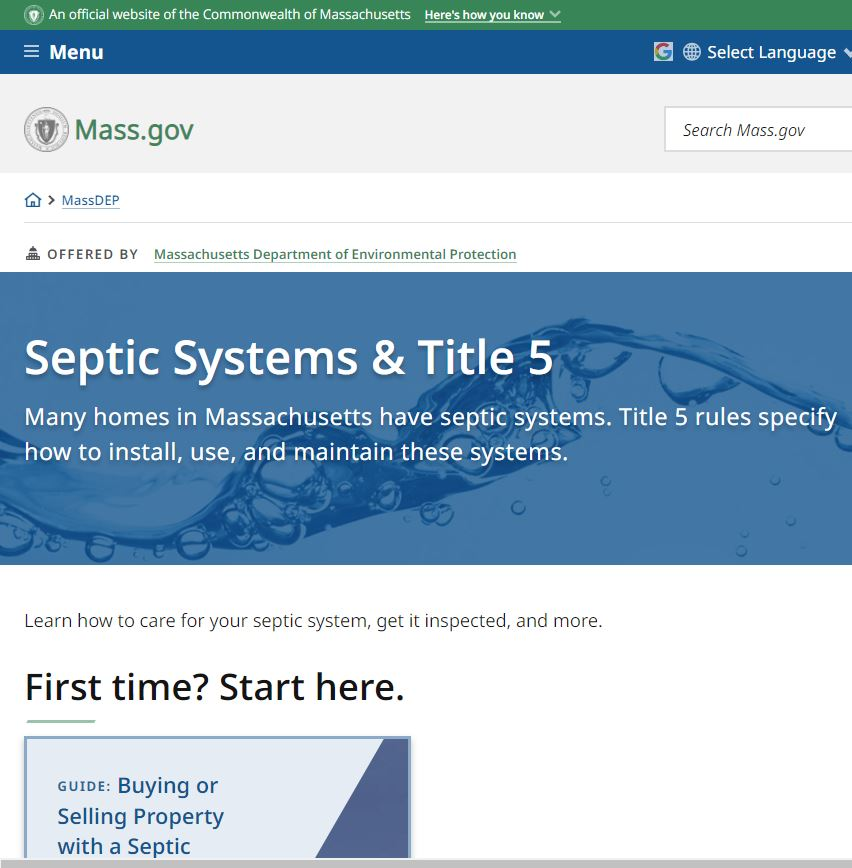 An official website of the Commonwealth of Massachusetts Here's how you know
Menu Select Language
Mass.gov Search Mass.gov
MassDEP
OFFERED BY Massachusetts Department of Environmental Protection
Septic Systems & Title 5
Many homes in Massachusetts have septic systems. Title 5 rules specify
how to install, use, and maintain these systems.
Learn how to care for your septic system, get it inspected, and more.
First time? Start here.
GUIDE: Buying or
Selling Property
with a Septic